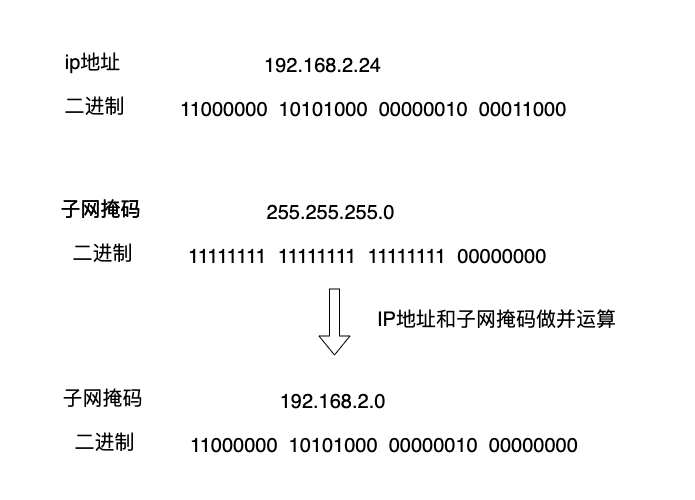 ip地址 192.168.2.24
二进制 11000000 10101000 00000010 00011000
子网掩码 255.255.255.0
二进制 11111111 11111111 11111111 00000000
IP地址和子网掩码做并运算
子网掩码 192.168.2.0
二进制 11000000 10101000 00000010 00000000